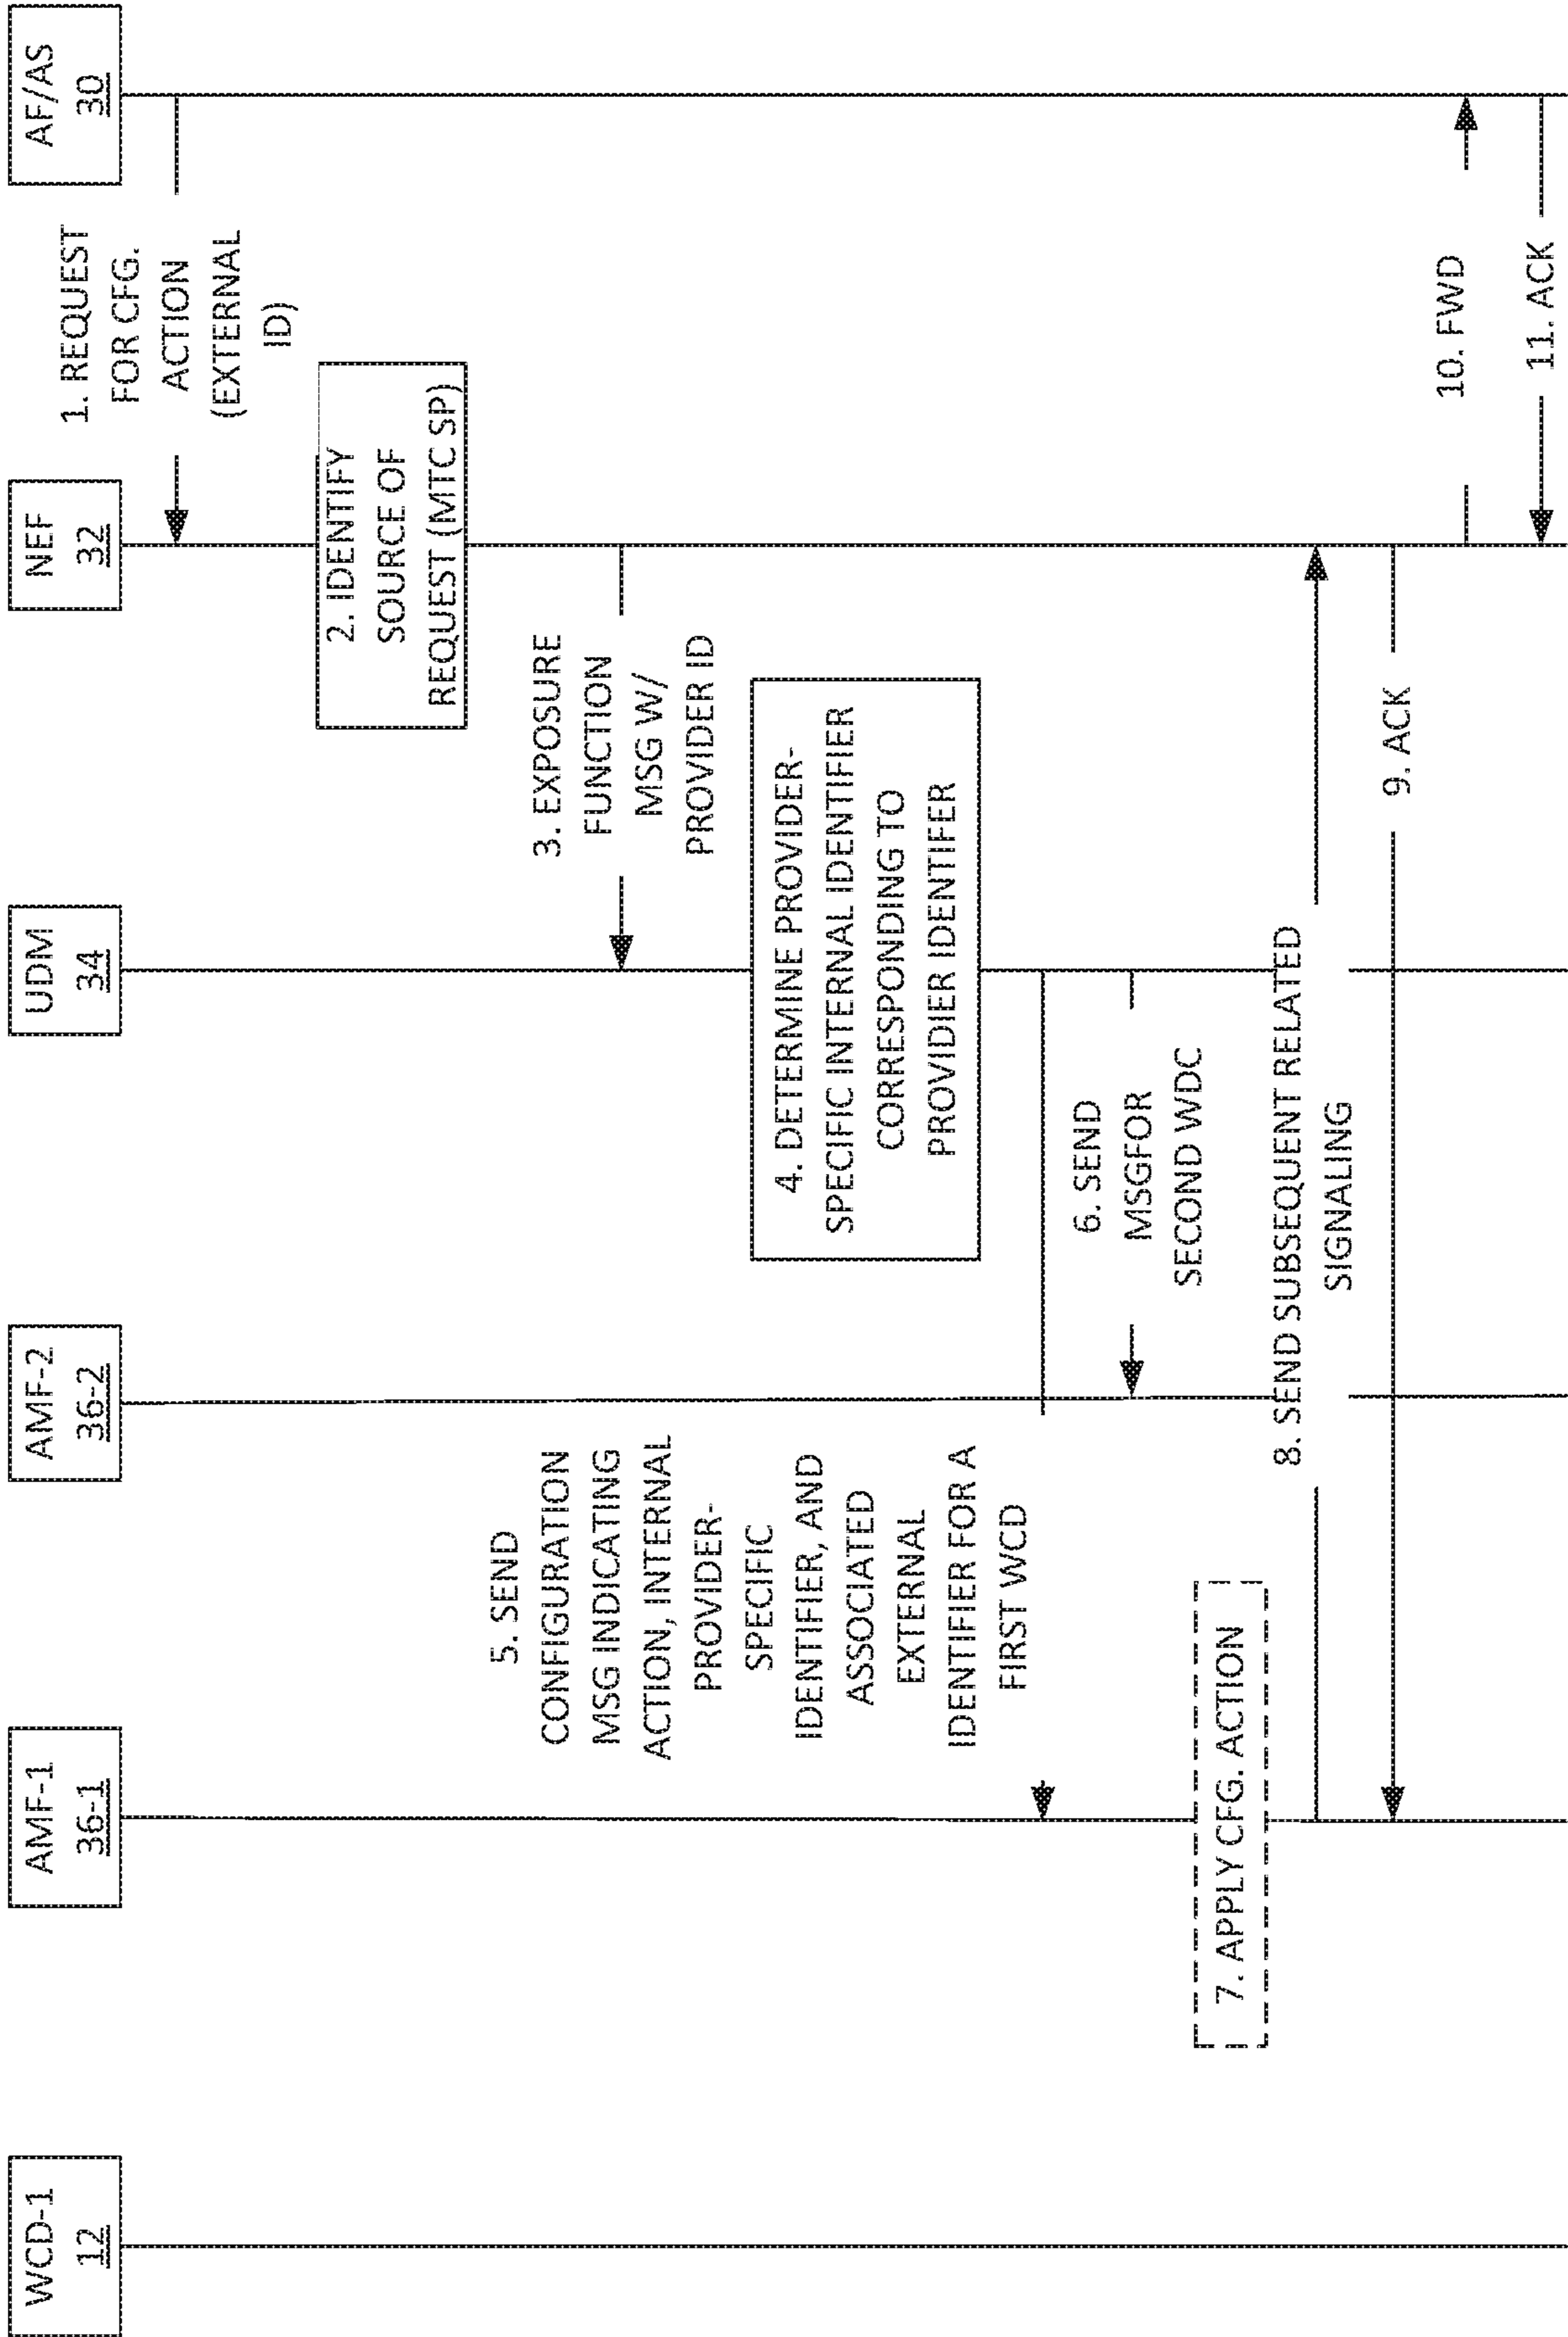 WCD-1
12
AMF-1
36-1
AMF-2
36-2
UDM
34
NEF
32
AF/AS
30
1. REQUEST
FOR CFG.
ACTION
(EXTERNAL
ID)
2. IDENTIFY
SOURCE OF
REQUEST (MTC SP)
3. EXPOSURE
FUNCTION
MSG W/
PROVIDER ID
4. DETERMINE PROVIDER-
SPECIFIC INTERNAL IDENTIFIER
CORRESPONDING TO
PROVIDIER IDENTIFER
5. SEND
CONFIGURATION
MSG INDICATING
ACTION, INTERNAL
PROVIDER-
SPECIFIC
IDENTIFIER, AND
ASSOCIATED
EXTERNAL
IDENTIFIER FOR A
FIRST WCD
6. SEND
MSGFOR
SECOND WDC
7. APPLY CFG. ACTION
8. SEND SUBSEQUENT RELATED
SIGNALING
9. ACK
10. FWD
11. ACK